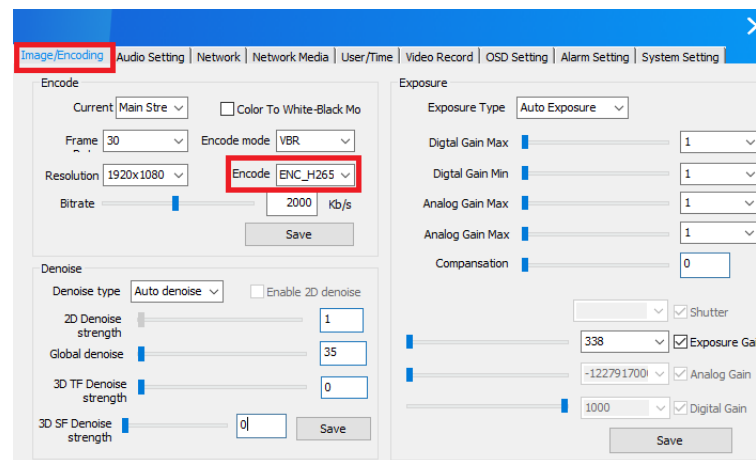 Image/Encoding Audio Setting Network Network Media User/Time Video Record OSD Setting Alarm Setting System Setting
Encode
Current Main Stre Color To White-Black Mo
Frame 30 Encode mode VBR
Resolution 1920x1080 Encode ENC_H265
Bitrate 2000 Kb/s
Save
Denoise
Denoise type Auto denoise Enable 2D denoise
2D Denoise strength 1
Global denoise 35
3D TF Denoise strength 0
3D SF Denoise strength 0 Save
Exposure
Exposure Type Auto Exposure
Digtal Gain Max 1
Digtal Gain Min 1
Analog Gain Max 1
Analog Gain Max 1
Compansation 0
Shutter
338 Exposure Gai
-1227917000 Analog Gain
1000 Digital Gain
Save